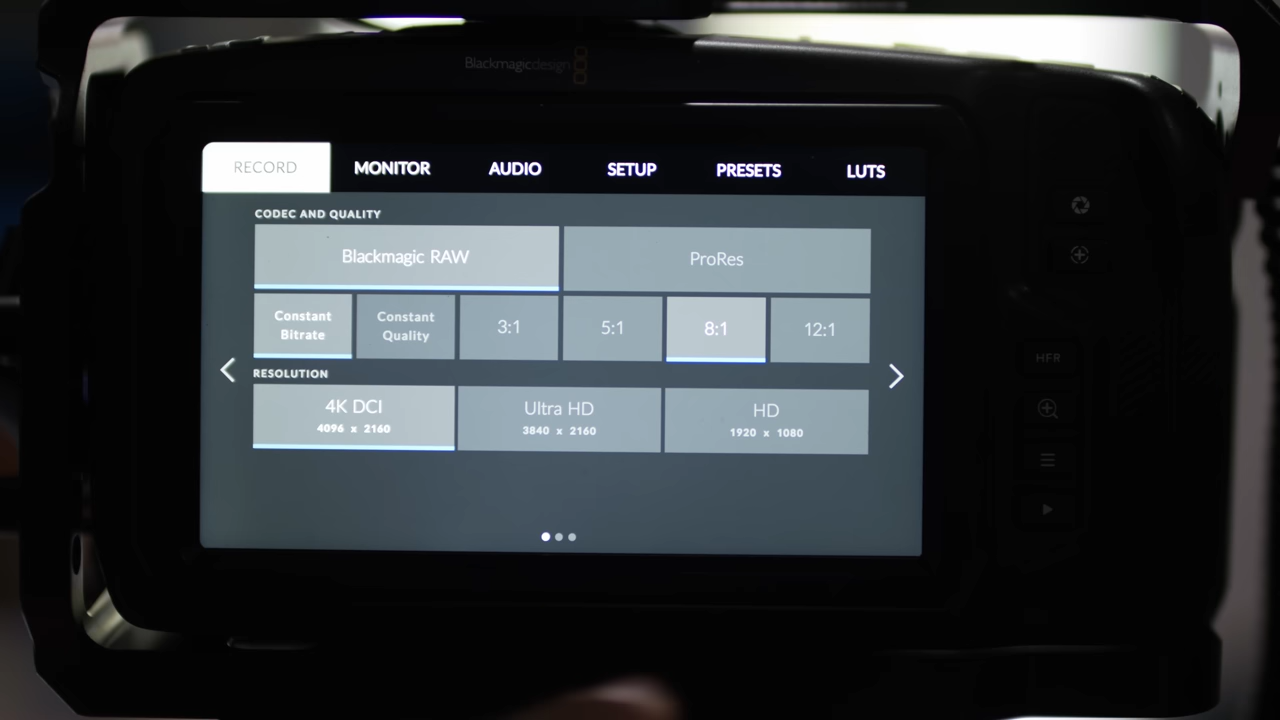 Blackmagicdesign
RECORD MONITOR AUDIO SETUP PRESETS LUTS
CODEC AND QUALITY
Blackmagic RAW ProRes
Constant Bitrate Constant Quality 3:1 5:1 8:1 12:1
RESOLUTION
4K DCI Ultra HD HD
4096 x 2160 3840 x 2160 1920 x 1080
HFR